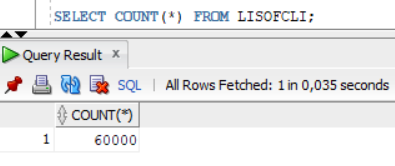 SELECT COUNT(*) FROM LISOFCLI;
Query Result x
SQL | All Rows Fetched: 1 in 0,035 seconds
COUNT(*)
1 60000